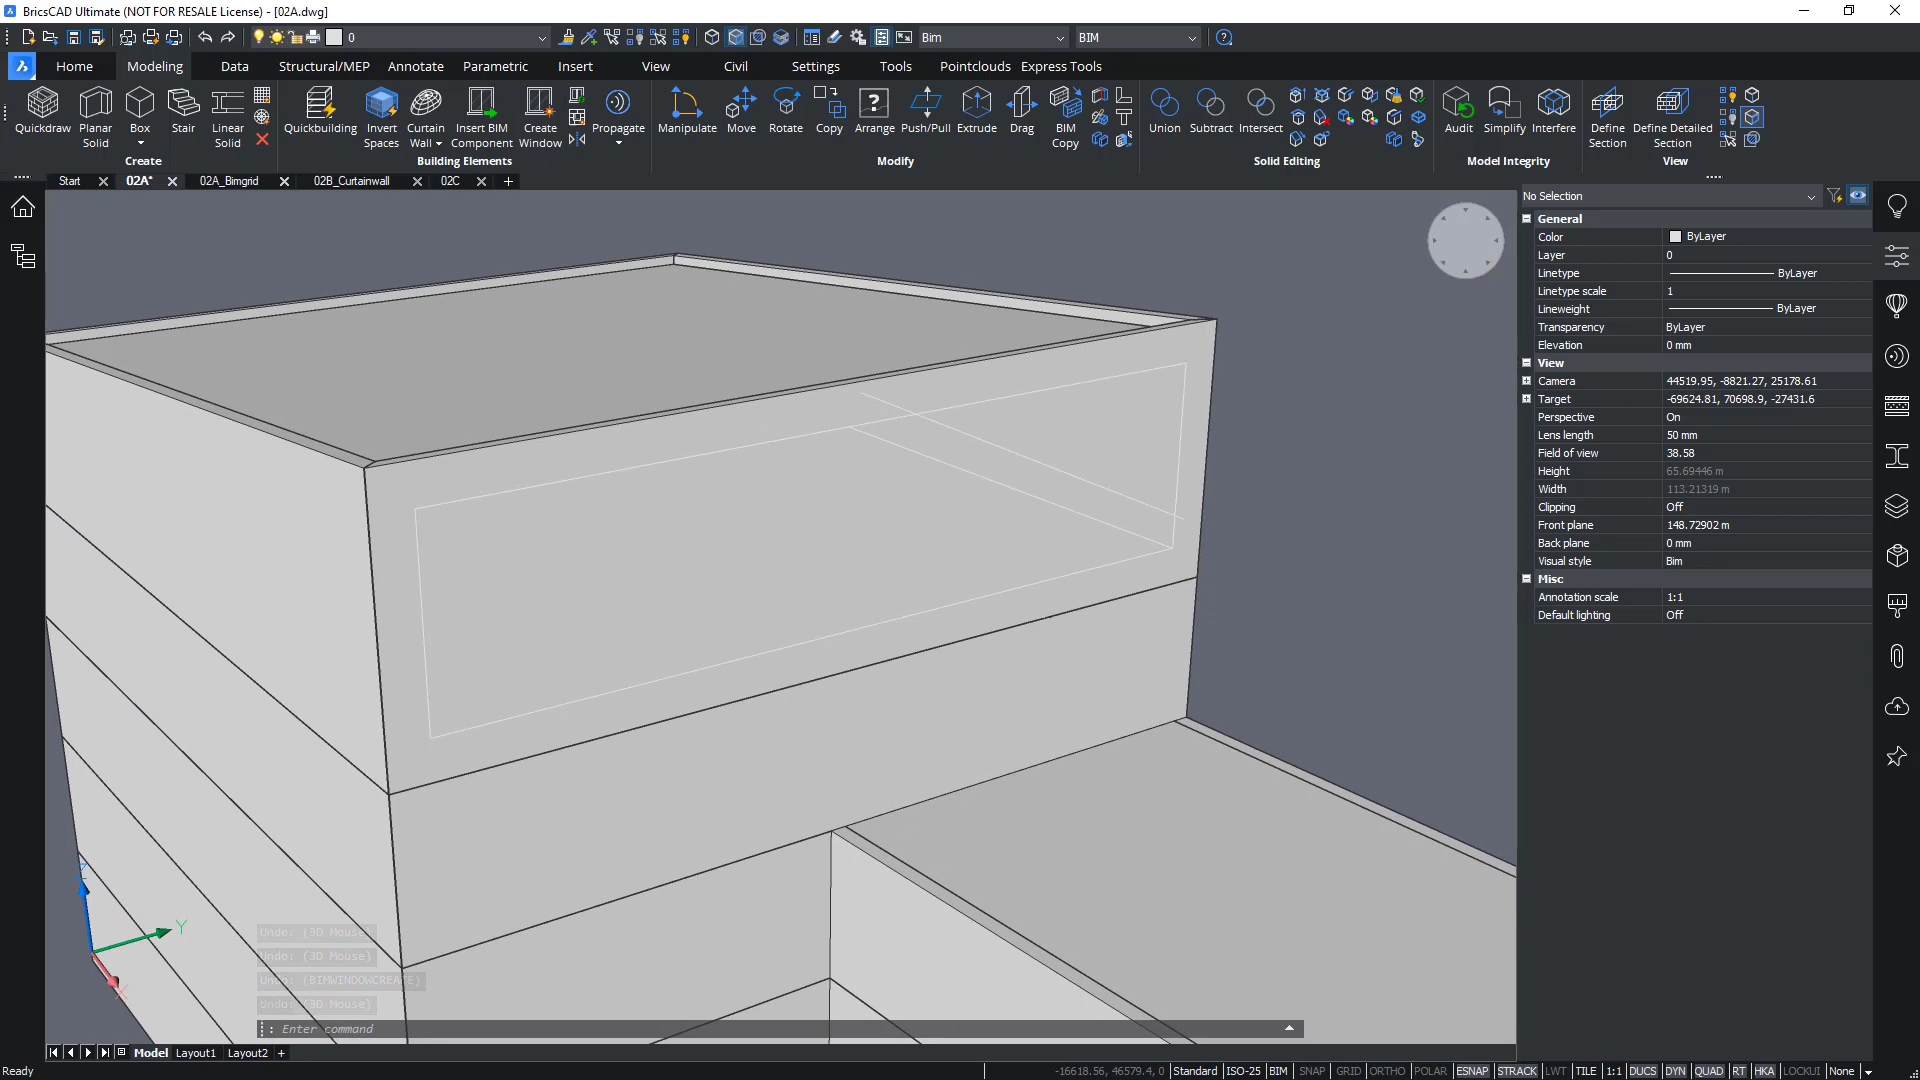 BricsCAD Ultimate (NOT FOR RESALE License) - [02A.dwg]
0
Bim
BIM
Home
Modeling
Data
Structural/MEP
Annotate
Parametric
Insert
View
Civil
Settings
Tools
Pointclouds
Express Tools
Quickdraw
Planar
Solid
Box
Stair
Linear
Solid
Create
Quickbuilding
Invert
Spaces
Curtain
Wall
Insert BIM
Component
Create
Window
Propagate
Building Elements
Manipulate
Move
Rotate
Copy
Arrange
Push/Pull
Extrude
Drag
BIM
Copy
Modify
Union
Subtract
Intersect
Solid Editing
Audit
Simplify
Interfere
Model Integrity
Define
Section
Define Detailed
Section
View
Start
02A*
02A_Bimgrid
02B_Curtainwall
02C
No Selection
General
Color ByLayer
Layer 0
Linetype ByLayer
Linetype scale 1
Lineweight ByLayer
Transparency ByLayer
Elevation 0 mm
View
Camera 44519.95, -8821.27, 25178.61
Target -69624.81, 70698.9, -27431.6
Perspective On
Lens length 50 mm
Field of view 38.58
Height 65.69446 m
Width 113.21319 m
Clipping Off
Front plane 148.72902 m
Back plane 0 mm
Visual style Bim
Misc
Annotation scale 1:1
Default lighting Off
Z
Y
X
Undo: (3D Mouse)
Undo: (3D Mouse)
Undo: (BIMWINDOWCREATE)
Undo: (3D Mouse)
: Enter command
Model
Layout1
Layout2
Ready
-16618.56, 46579.4, 0
Standard
ISO-25
BIM
SNAP
GRID
ORTHO
POLAR
ESNAP
STRACK
LWT
TILE
1:1
DUCS
DYN
QUAD
RT
HKA
LOCKUI
None